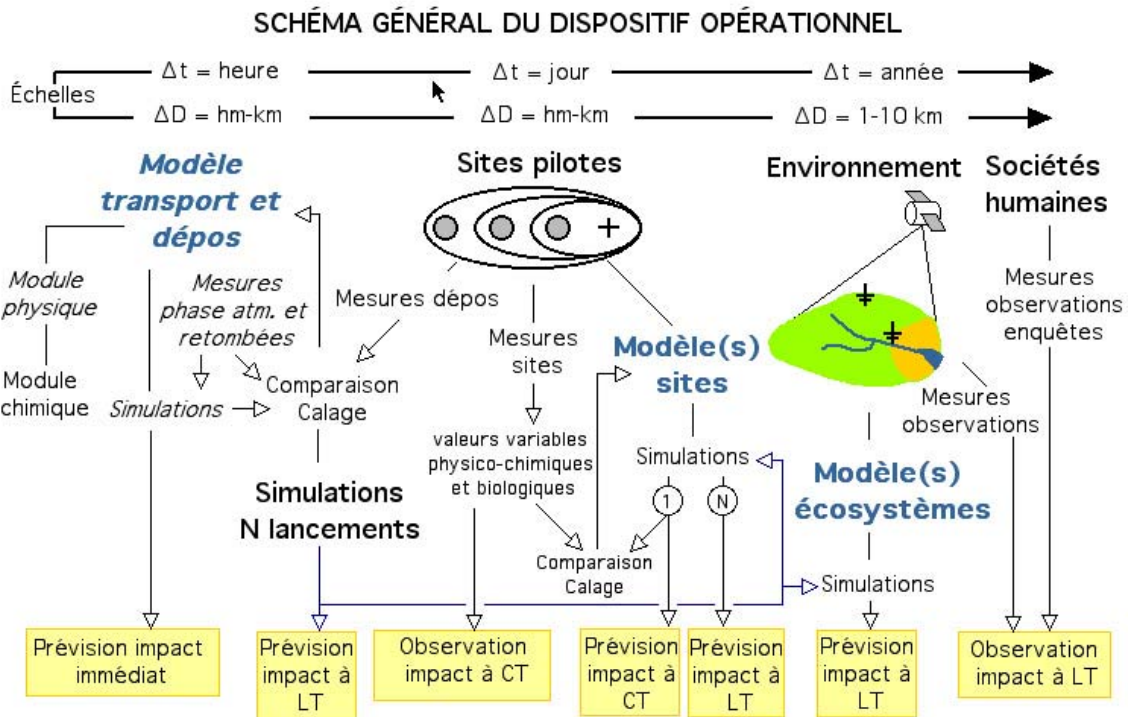 SCHÉMA GÉNÉRAL DU DISPOSITIF OPÉRATIONNEL
Échelles
Δt = heure
Δt = jour
Δt = année
ΔD = hm-km
ΔD = hm-km
ΔD = 1-10 km
Modèle
transport et
dépos
Sites pilotes
Environnement
Sociétés
humaines
Module
physique
Module
chimique
Mesures
phase atm. et
retombées
Simulations
Mesures dépos
Comparaison
Calage
Simulations
N lancements
Mesures
sites
valeurs variables
physico-chimiques
et biologiques
Modèle(s)
sites
Simulations
1
N
Comparaison
Calage
Mesures
observations
Modèle(s)
écosystèmes
Simulations
Mesures
observations
enquêtes
Prévision impact
immédiat
Prévision
impact à
LT
Observation
impact à CT
Prévision
impact à
CT
Prévision
impact à
LT
Prévision
impact à
LT
Observation
impact à LT